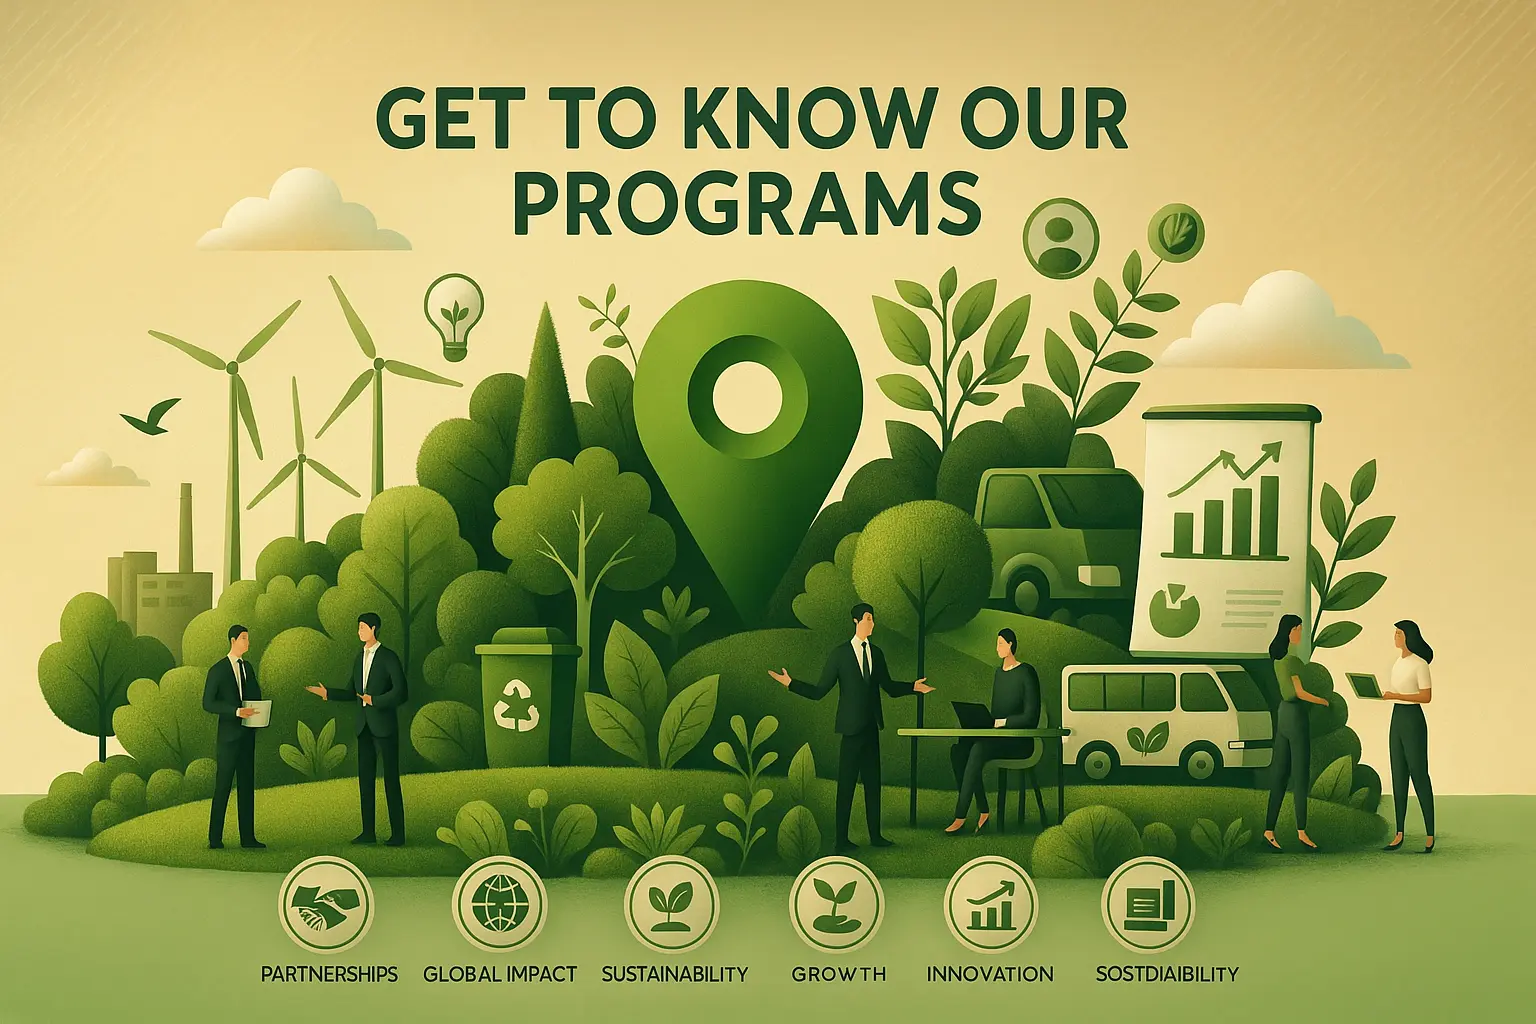 GET TO KNOW OUR
PROGRAMS
PARTNERSHIPS
GLOBAL IMPACT
SUSTAINABILITY
GROWTH
INNOVATION
SOSTDIAIBILITY